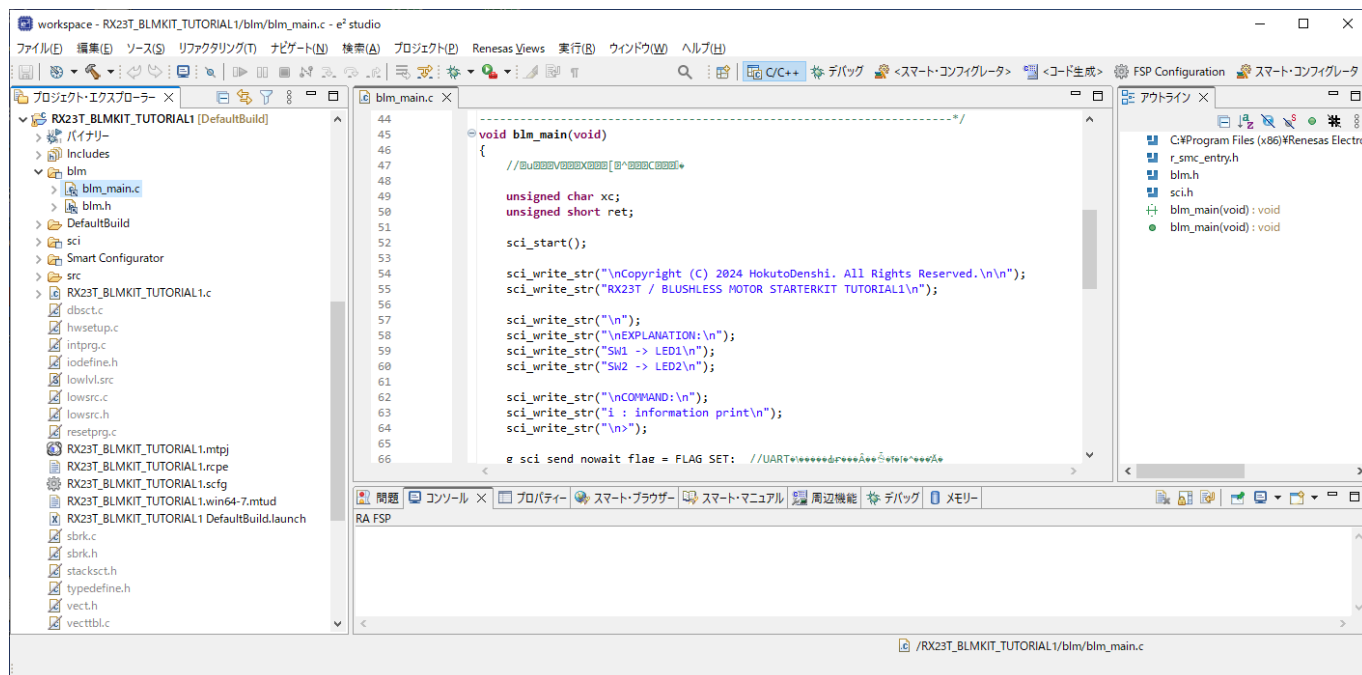 workspace - RX23T_BLMKIT_TUTORIAL1/blm/blm_main.c - e² studio
ファイル(F) 編集(E) ソース(S) リファクタリング(T) ナビゲート(N) 検索(A) プロジェクト(P) Renesas Views 実行(R) ウィンドウ(W) ヘルプ(H)
C/C++ デバッグ <スマート・コンフィグレータ> <コード生成> FSP Configuration スマート・コンフィグレータ
プロジェクト・エクスプローラー
RX23T_BLMKIT_TUTORIAL1 [DefaultBuild]
バイナリー
Includes
blm
blm_main.c
blm.h
DefaultBuild
sci
Smart Configurator
src
RX23T_BLMKIT_TUTORIAL1.c
dbsct.c
hwsetup.c
intprg.c
iodefine.h
lowlvl.src
lowsrc.c
lowsrc.h
resetprg.c
RX23T_BLMKIT_TUTORIAL1.mtpj
RX23T_BLMKIT_TUTORIAL1.rcpe
RX23T_BLMKIT_TUTORIAL1.scfg
RX23T_BLMKIT_TUTORIAL1.win64-7.mtud
RX23T_BLMKIT_TUTORIAL1 DefaultBuild.launch
sbrk.c
sbrk.h
stacksct.c
typedefine.h
vect.h
vecttbl.c
blm_main.c
44 ------------------------------------------------------------------------*/
45 void blm_main(void)
46 {
47 //
48
49 unsigned char xc;
50 unsigned short ret;
51
52 sci_start();
53
54 sci_write_str("\nCopyright (C) 2024 HokutoDenshi. All Rights Reserved.\n\n");
55 sci_write_str("RX23T / BLUSHLESS MOTOR STARTERKIT TUTORIAL1\n");
56
57 sci_write_str("\n");
58 sci_write_str("\nEXPLANATION:\n");
59 sci_write_str("SW1 -> LED1\n");
60 sci_write_str("SW2 -> LED2\n");
61
62 sci_write_str("\nCOMMAND:\n");
63 sci_write_str("i : information print\n");
64 sci_write_str("\n>");
65
66 g_sci_send_nowait_flag = FLAG_SET; //UART
アウトライン
C:¥Program Files (x86)¥Renesas Electro
r_smc_entry.h
blm.h
sci.h
blm_main(void) : void
blm_main(void) : void
問題 コンソール プロパティー スマート・ブラウザー スマート・マニュアル 周辺機能 デバッグ メモリー
RA FSP
/RX23T_BLMKIT_TUTORIAL1/blm/blm_main.c